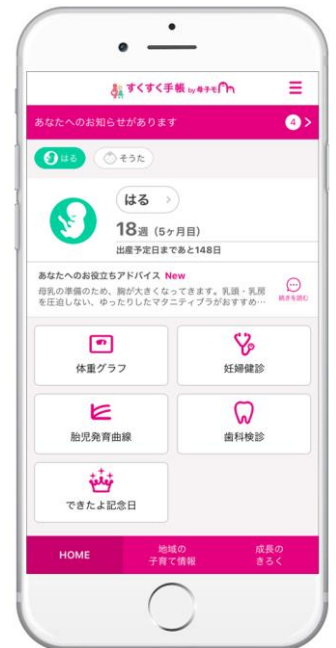 すくすく手帳 by 母子モ
あなたへのお知らせがあります 4
はる そうた
はる
18週 (5ヶ月目)
出産予定日まであと148日
あなたへのお役立ちアドバイス New
母乳の準備のため、胸が大きくなってきます。乳頭・乳房
を圧迫しない、ゆったりしたマタニティブラがおすすめ…
続きを読む
体重グラフ 妊婦健診
胎児発育曲線 歯科検診
できたよ記念日
HOME
地域の
子育て情報
成長の
きろく